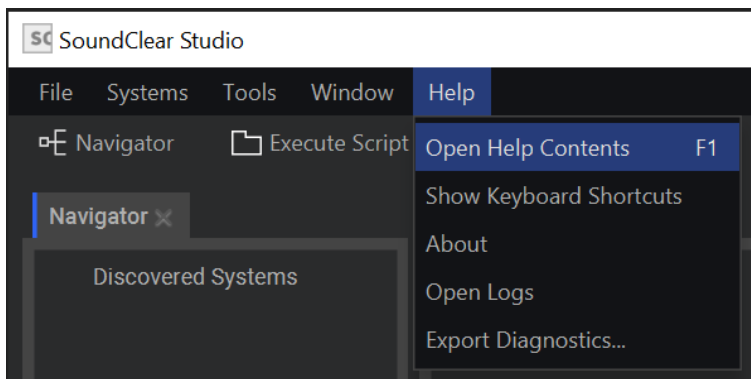 SC SoundClear Studio
File Systems Tools Window Help
Navigator Execute Script
Open Help Contents F1
Show Keyboard Shortcuts
About
Open Logs
Export Diagnostics...
Navigator
Discovered Systems